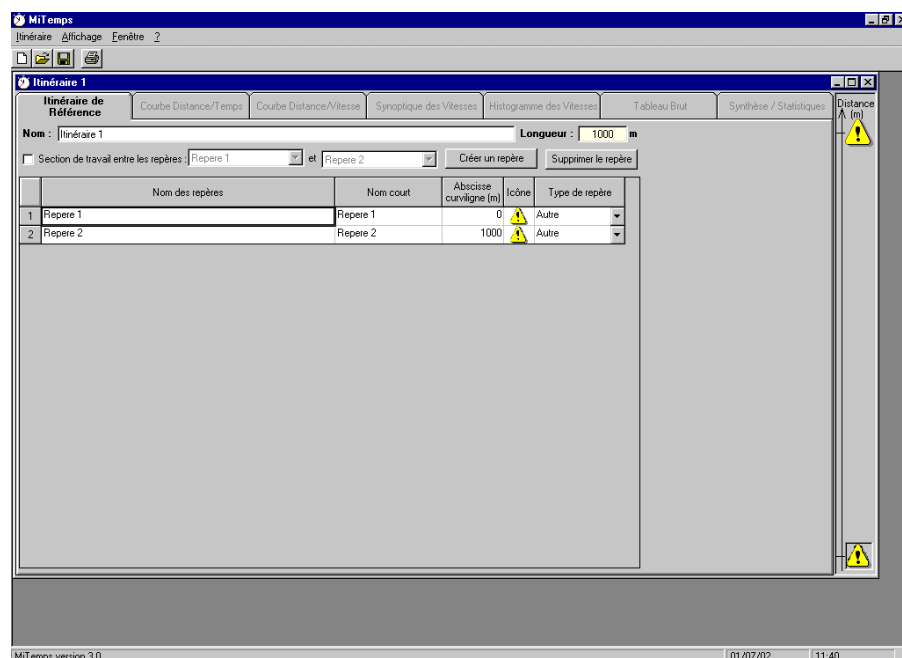 MiTemps
Itinéraire Affichage Fenêtre ?
Itinéraire 1
Itinéraire de Référence
Courbe Distance/Temps
Courbe Distance/Vitesse
Synoptique des Vitesses
Histogramme des Vitesses
Tableau Brut
Synthèse / Statistiques
Distance
(m)
Nom : Itinéraire 1 Longueur : 1000 m
Section de travail entre les repères : Repere 1 et Repere 2 Créer un repère Supprimer le repère
Nom des repères Nom court Abscisse curviligne (m) Icône Type de repère
1 Repere 1 Repere 1 0 Autre
2 Repere 2 Repere 2 1000 Autre
MiTemps version 3.0 01/07/02 11:40